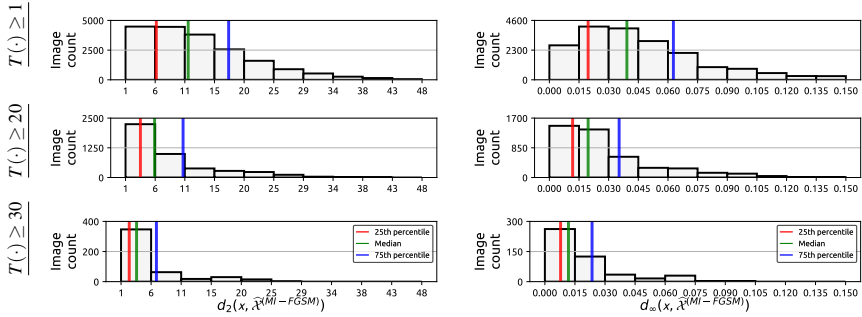 T(·) ≥ 1
Image count
5000
2500
0
1 6 11 16 20 25 29 34 38 43 48
Image count
4600
2300
0
0.000 0.015 0.030 0.045 0.060 0.075 0.090 0.105 0.120 0.135 0.150
T(·) ≥ 20
Image count
2500
1250
0
1 6 11 16 20 25 29 34 38 43 48
Image count
1700
850
0
0.000 0.015 0.030 0.045 0.060 0.075 0.090 0.105 0.120 0.135 0.150
T(·) ≥ 30
Image count
400
200
0
25th percentile
Median
75th percentile
1 6 11 16 20 25 29 34 38 43 48
d₂(x, 𝒳̂^(MI−FGSM))
Image count
300
150
0
25th percentile
Median
75th percentile
0.000 0.015 0.030 0.045 0.060 0.075 0.090 0.105 0.120 0.135 0.150
d∞(x, 𝒳̂^(MI−FGSM))